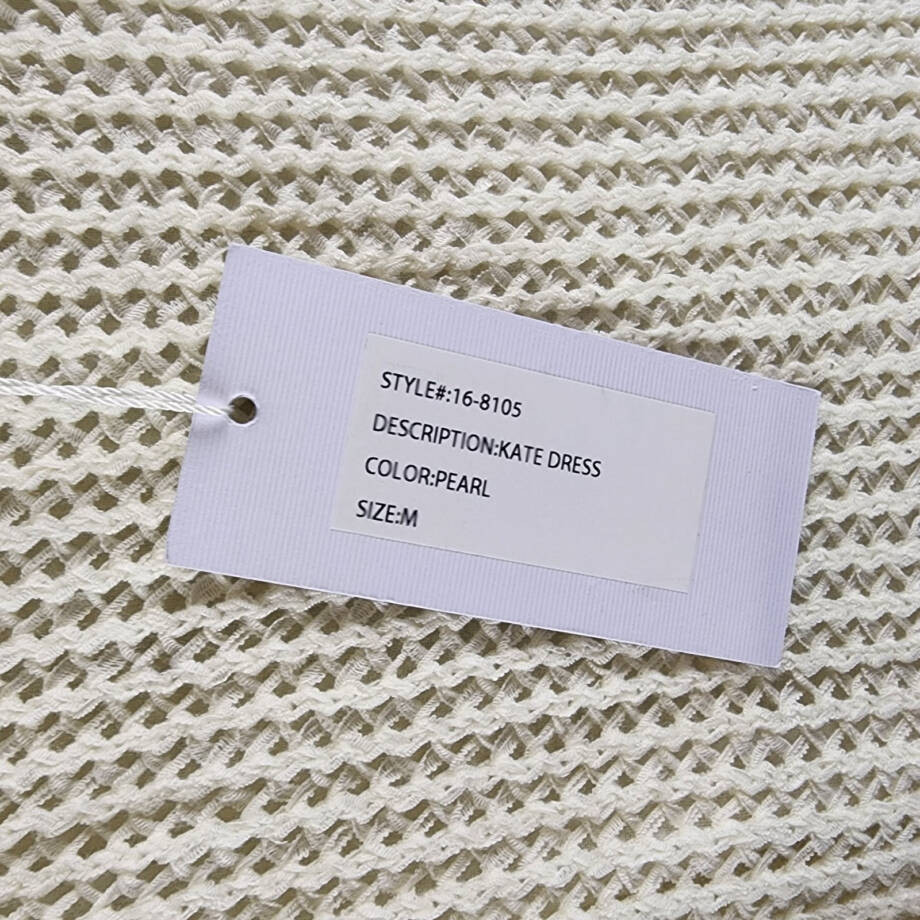 STYLE#:16-8105
DESCRIPTION:KATE DRESS
COLOR:PEARL
SIZE:M